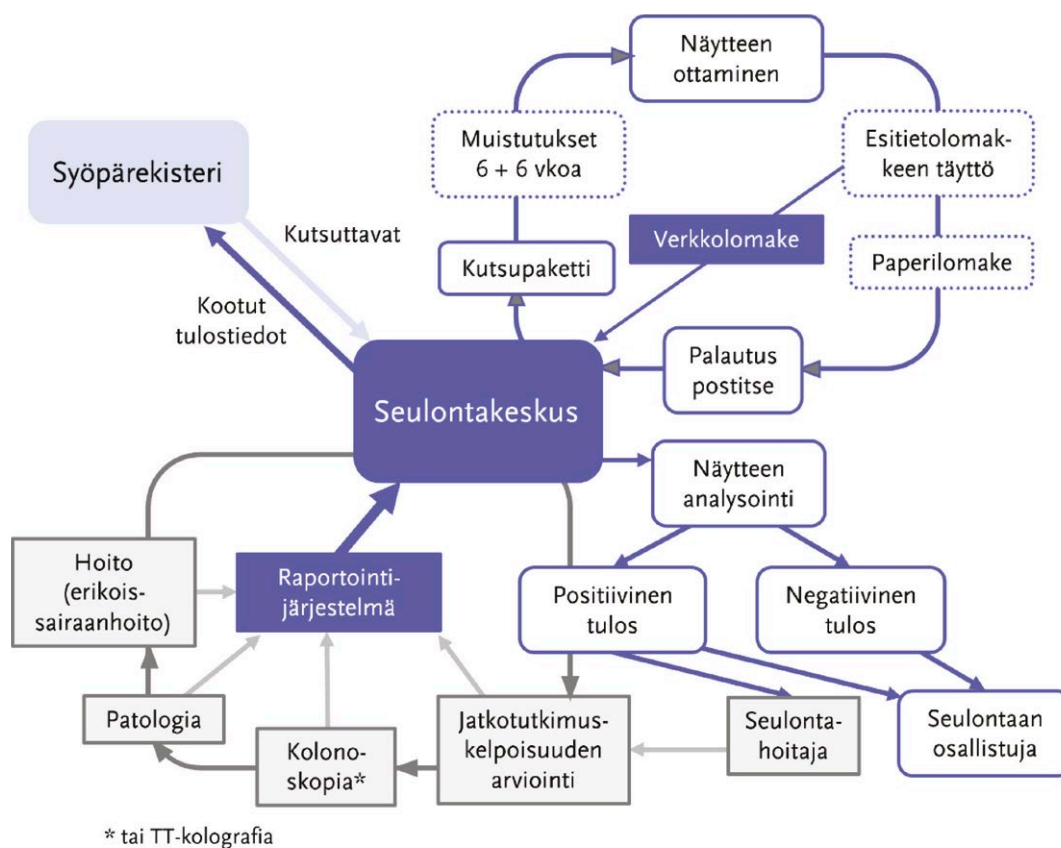 Näytteen
ottaminen
Muistutukset
6 + 6 vkoa
Esitietolomak-
keen täyttö
Syöpärekisteri
Kutsuttavat
Verkkolomake
Kutsupaketti
Paperilomake
Kootut
tulostiedot
Palautus
postitse
Seulontakeskus
Näytteen
analysointi
Hoito
(erikois-
sairaanhoito)
Raportointi-
järjestelmä
Positiivinen
tulos
Negatiivinen
tulos
Patologia
Kolono-
skopia*
Jatkotutkimus-
kelpoisuuden
arviointi
Seulonta-
hoitaja
Seulontaan
osallistuja
* tai TT-kolografia